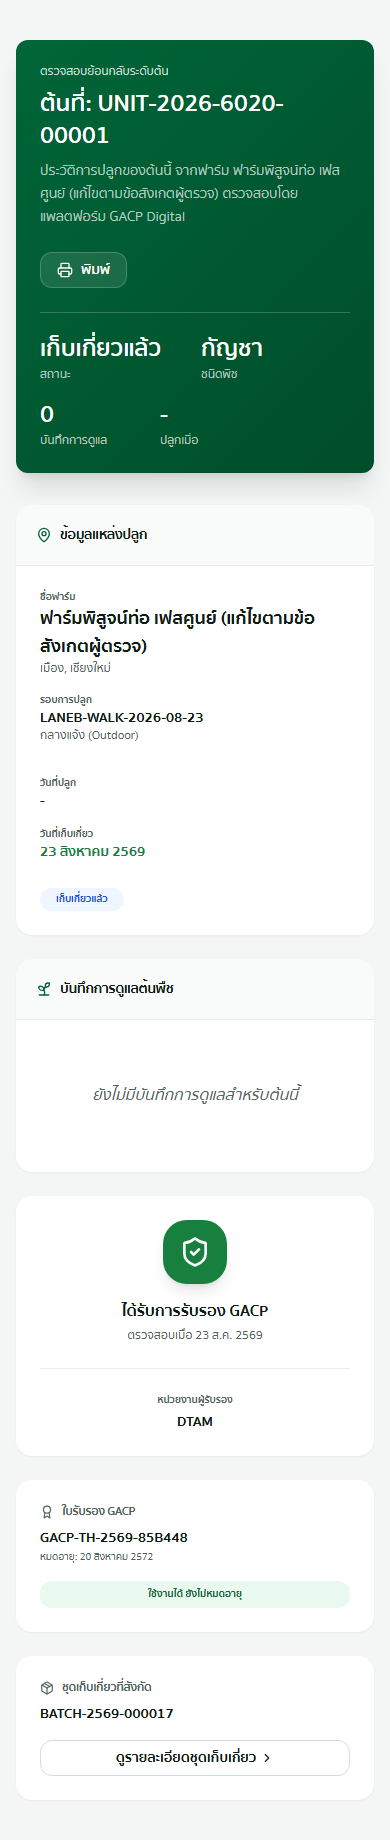 ตรวจสอบย้อนกลับระดับต้น
ต้นที่: UNIT-2026-6020-
00001
ประวัติการปลูกของต้นนี้ จากฟาร์ม ฟาร์มพิสูจน์ท่อ เฟส
ศูนย์ (แก้ไขตามข้อสังเกตผู้ตรวจ) ตรวจสอบโดย
แพลตฟอร์ม GACP Digital
พิมพ์
เก็บเกี่ยวแล้ว กัญชา
สถานะ ชนิดพืช
0 -
บันทึกการดูแล ปลูกเมื่อ
ข้อมูลแหล่งปลูก
ชื่อฟาร์ม
ฟาร์มพิสูจน์ท่อ เฟสศูนย์ (แก้ไขตามข้อ
สังเกตผู้ตรวจ)
เมือง, เชียงใหม่
รอบการปลูก
LANEB-WALK-2026-08-23
กลางแจ้ง (Outdoor)
วันที่ปลูก
-
วันที่เก็บเกี่ยว
23 สิงหาคม 2569
เก็บเกี่ยวแล้ว
บันทึกการดูแลต้นพืช
ยังไม่มีบันทึกการดูแลสำหรับต้นนี้
ได้รับการรับรอง GACP
ตรวจสอบเมื่อ 23 ส.ค. 2569
หน่วยงานผู้รับรอง
DTAM
ใบรับรอง GACP
GACP-TH-2569-85B448
หมดอายุ: 20 สิงหาคม 2572
ใช้งานได้ ยังไม่หมดอายุ
ชุดเก็บเกี่ยวที่สังกัด
BATCH-2569-000017
ดูรายละเอียดชุดเก็บเกี่ยว